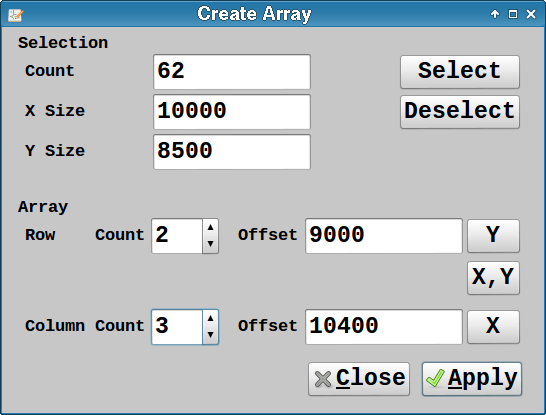 Create Array
Selection
Count 62 Select
X Size 10000 Deselect
Y Size 8500
Array
Row Count 2 Offset 9000 Y
X,Y
Column Count 3 Offset 10400 X
Close Apply